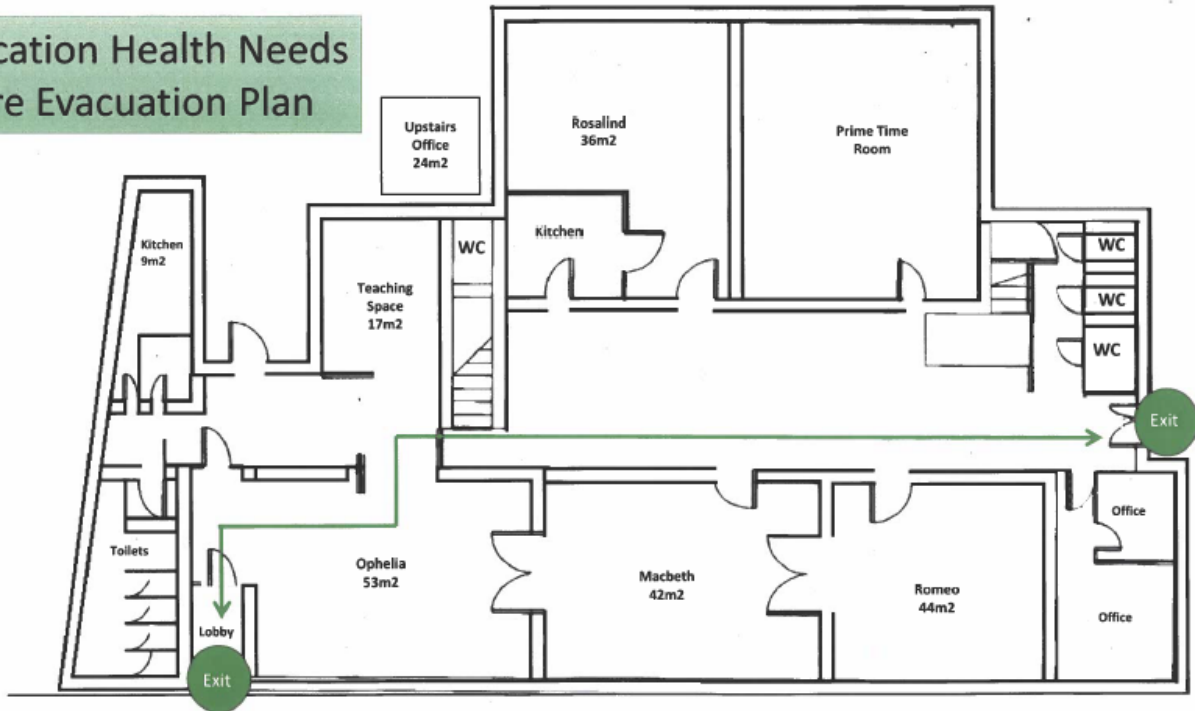 cation Health Needs
re Evacuation Plan
Upstairs
Office
24m2
Rosalind
36m2
Prime Time
Room
Kitchen
9m2
WC
Kitchen
WC
Teaching
Space
17m2
WC
WC
Exit
Toilets
Ophelia
53m2
Macbeth
42m2
Romeo
44m2
Office
Office
Lobby
Exit